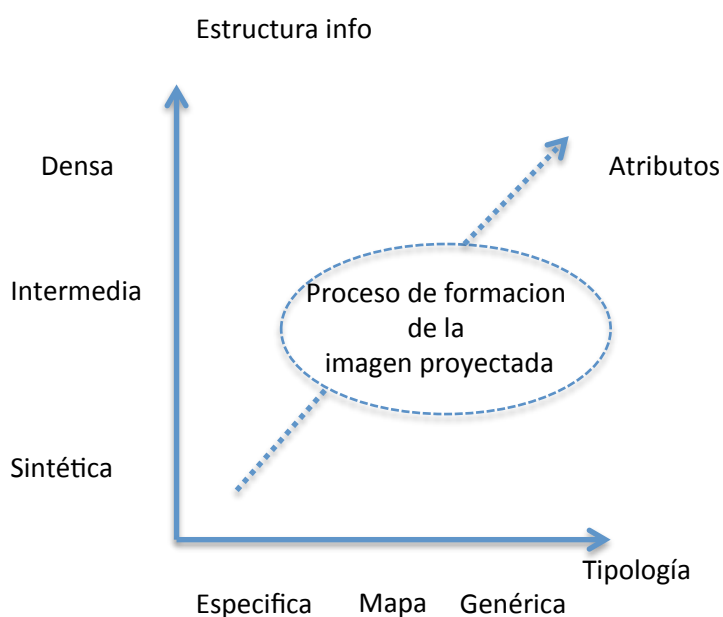 Estructura info
Densa
Atributos
Intermedia
Proceso de formacion
de la
imagen proyectada
Sintética
Tipología
Especifica Mapa Genérica